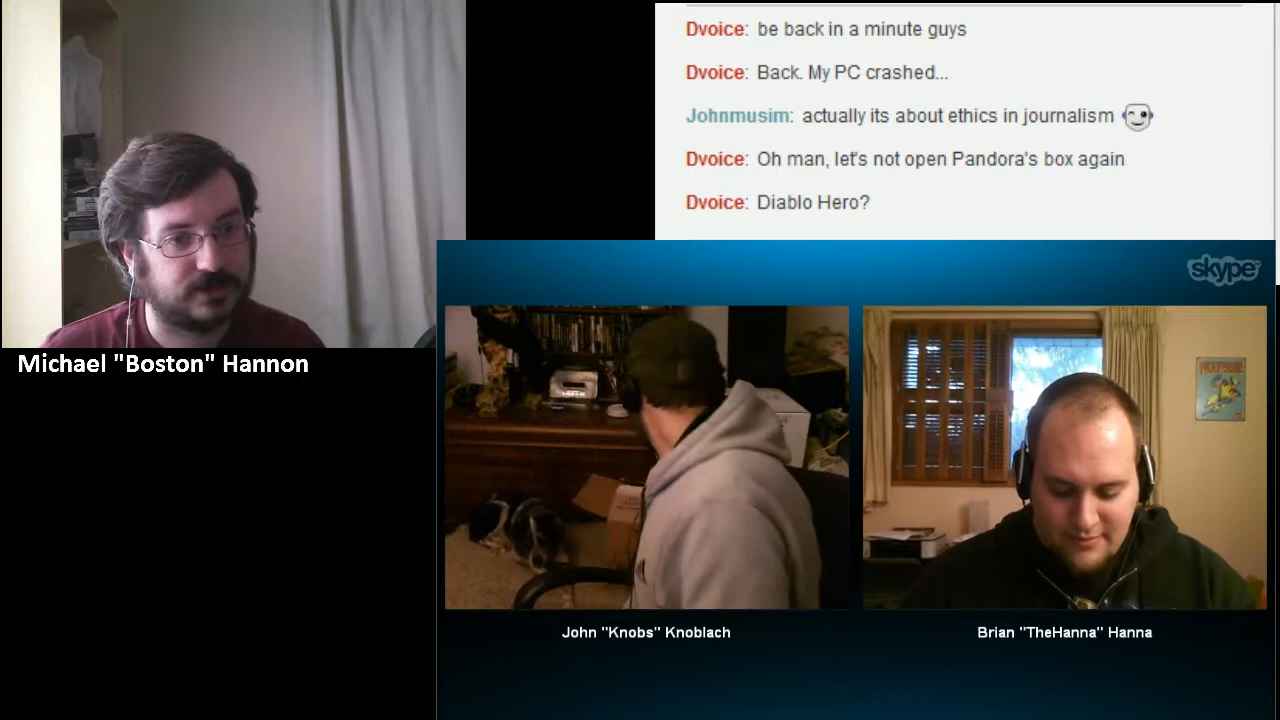 Dvoice: be back in a minute guys
Dvoice: Back. My PC crashed...
Johnmusim: actually its about ethics in journalism
Dvoice: Oh man, let's not open Pandora's box again
Dvoice: Diablo Hero?
skype
Michael "Boston" Hannon
John "Knobs" Knoblach
Brian "TheHanna" Hanna